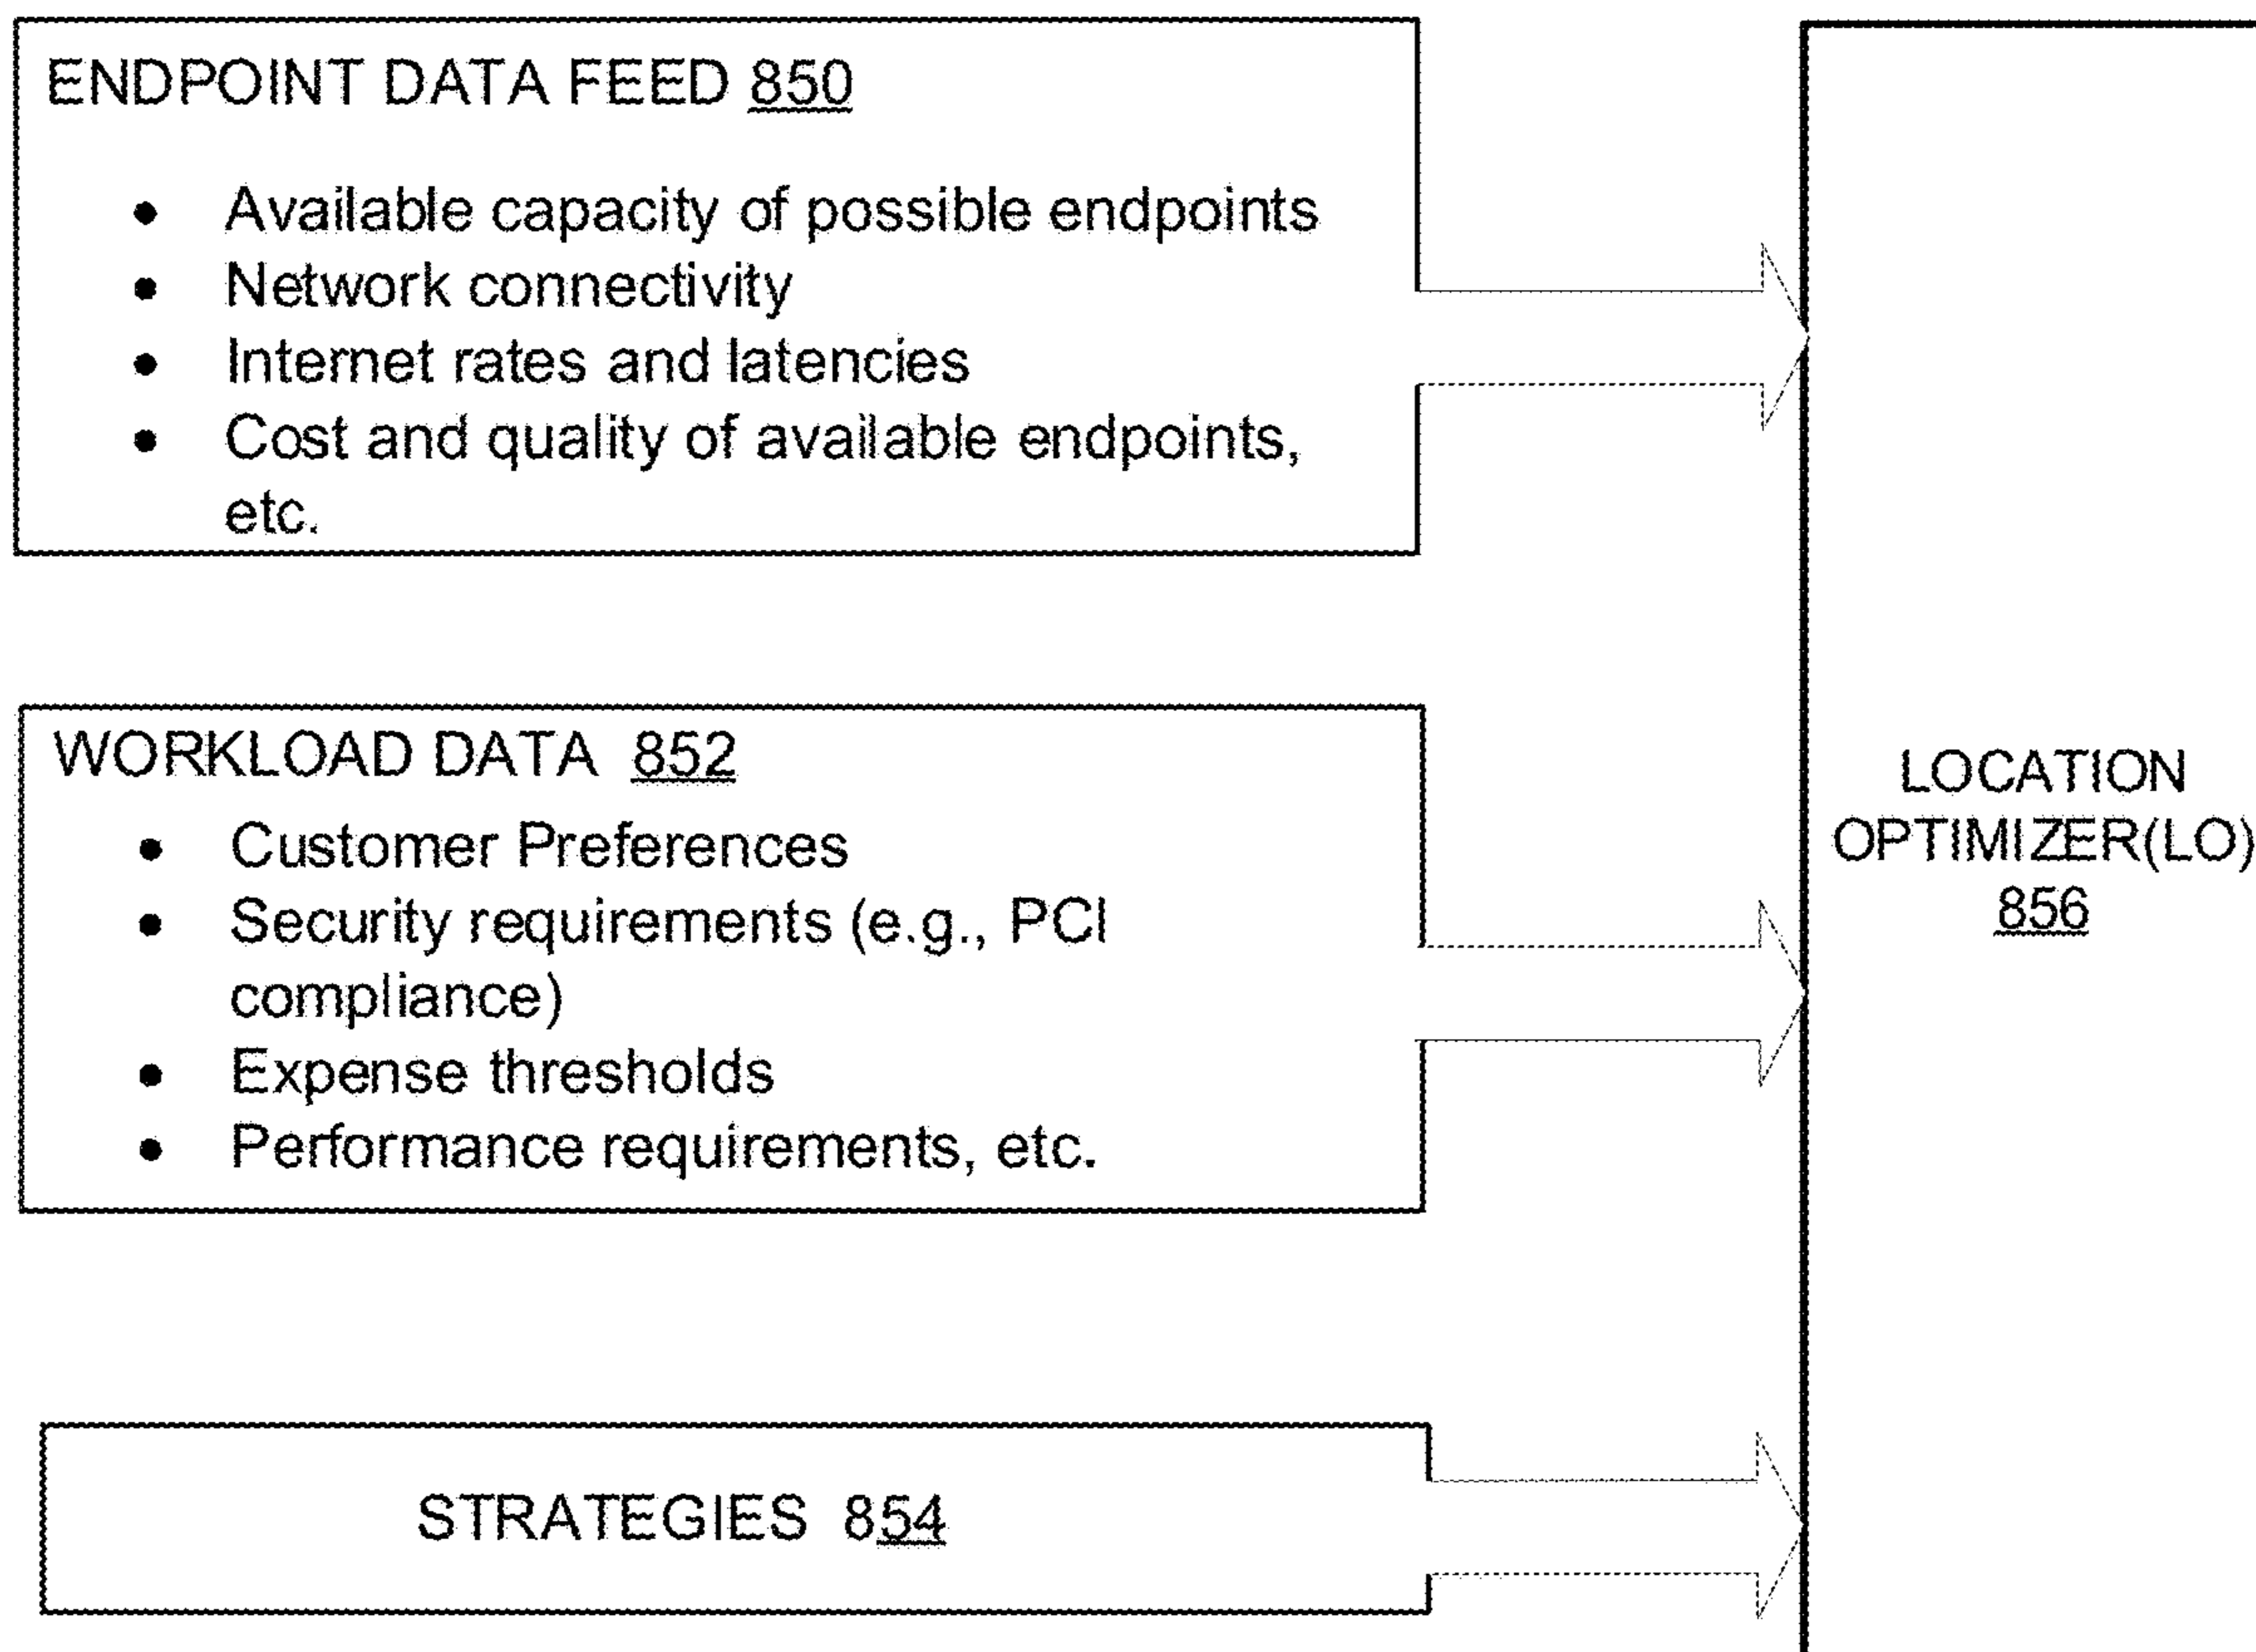 ENDPOINT DATA FEED 850
• Available capacity of possible endpoints
• Network connectivity
• Internet rates and latencies
• Cost and quality of available endpoints,
etc.
WORKLOAD DATA 852
• Customer Preferences
• Security requirements (e.g., PCI
compliance)
• Expense thresholds
• Performance requirements, etc.
STRATEGIES 854
LOCATION
OPTIMIZER(LO)
856